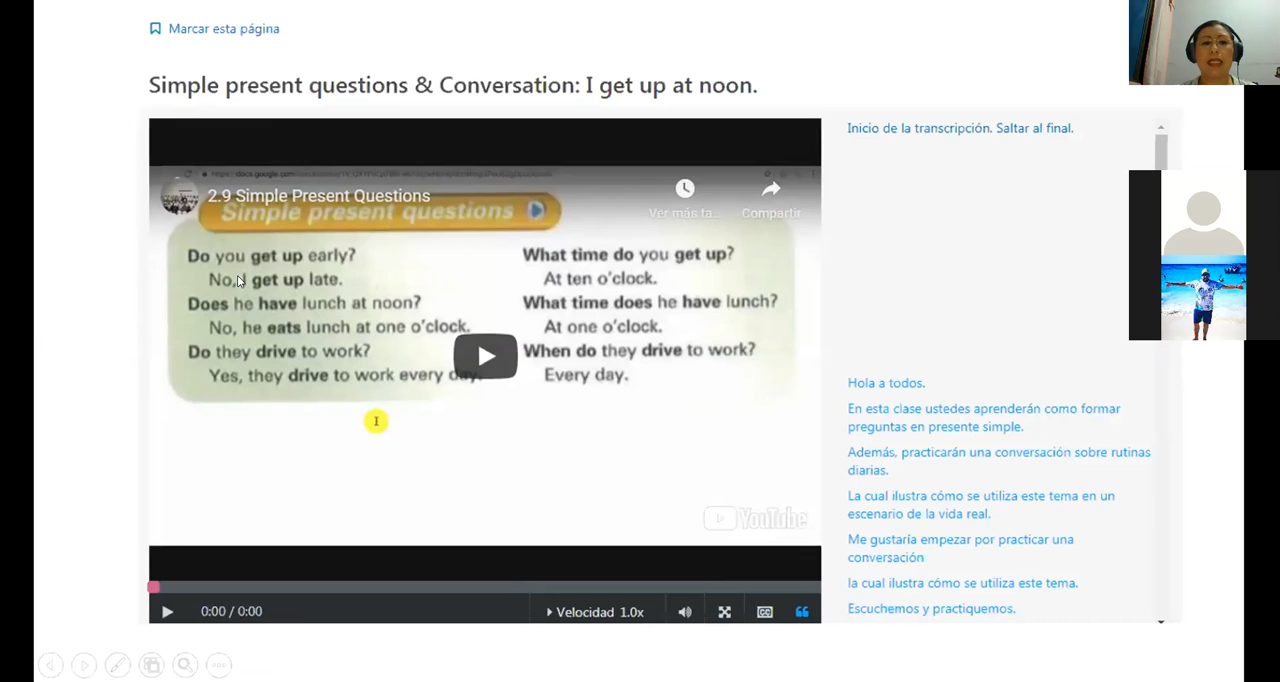 Marcar esta página
Simple present questions & Conversation: I get up at noon.
2.9 Simple Present Questions
Ver más ta...
Compartir
Simple present questions
Do you get up early?
No, I get up late.
Does he have lunch at noon?
No, he eats lunch at one o'clock.
Do they drive to work?
Yes, they drive to work every day.
What time do you get up?
At ten o'clock.
What time does he have lunch?
At one o'clock.
When do they drive to work?
Every day.
YouTube
0:00 / 0:00
Velocidad 1.0x
Inicio de la transcripción. Saltar al final.
Hola a todos.
En esta clase ustedes aprenderán como formar
preguntas en presente simple.
Además, practicarán una conversación sobre rutinas
diarias.
La cual ilustra cómo se utiliza este tema en un
escenario de la vida real.
Me gustaría empezar por practicar una
conversación
la cual ilustra cómo se utiliza este tema.
Escuchemos y practiquemos.